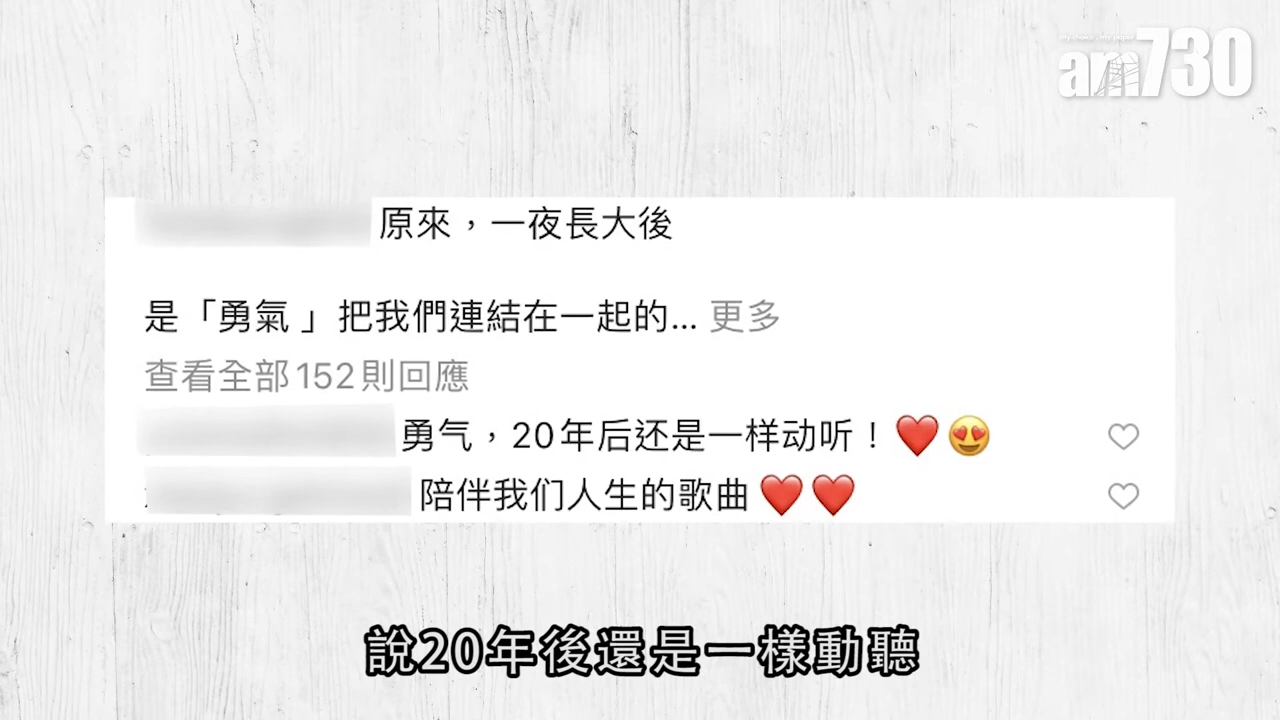 am730
原來，一夜長大後
是「勇氣 」把我們連結在一起的... 更多
查看全部152則回應
勇气，20年后还是一样动听！❤️😍
陪伴我们人生的歌曲❤️❤️
說20年後還是一樣動聽